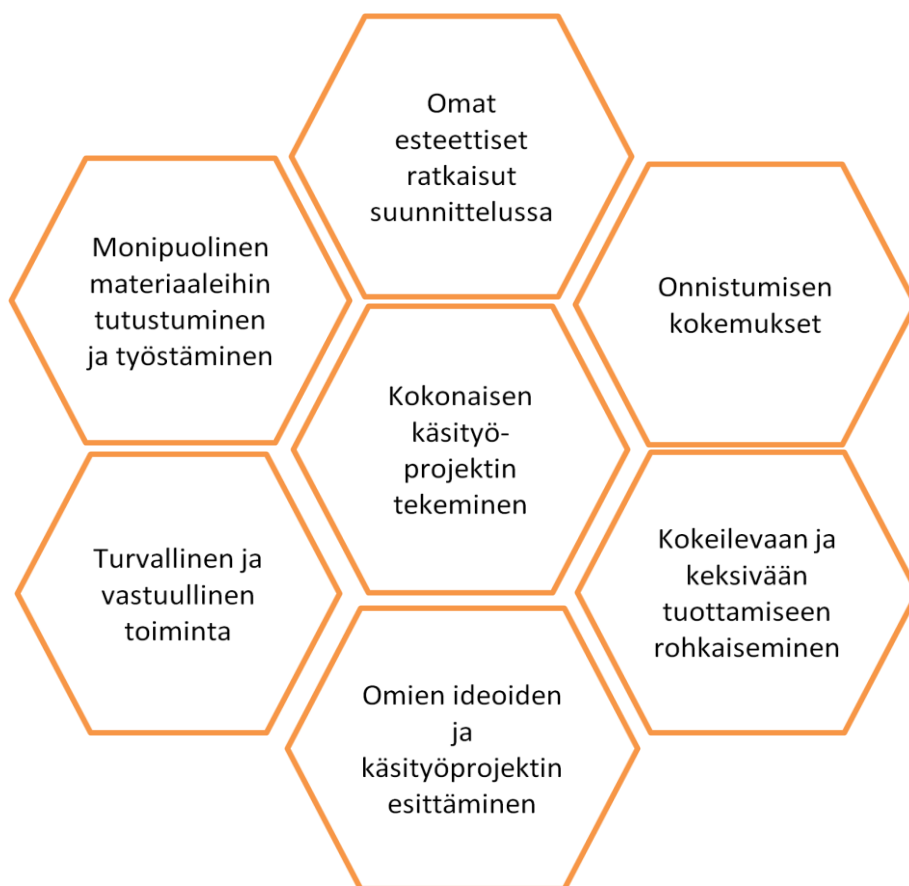 Omat
esteettiset
ratkaisut
suunnittelussa
Monipuolinen
materiaaleihin
tutustuminen
ja työstäminen
Onnistumisen
kokemukset
Kokonaisen
käsityö-
projektin
tekeminen
Turvallinen ja
vastuullinen
toiminta
Kokeilevaan ja
keksivään
tuottamiseen
rohkaiseminen
Omien ideoiden
ja
käsityöprojektin
esittäminen